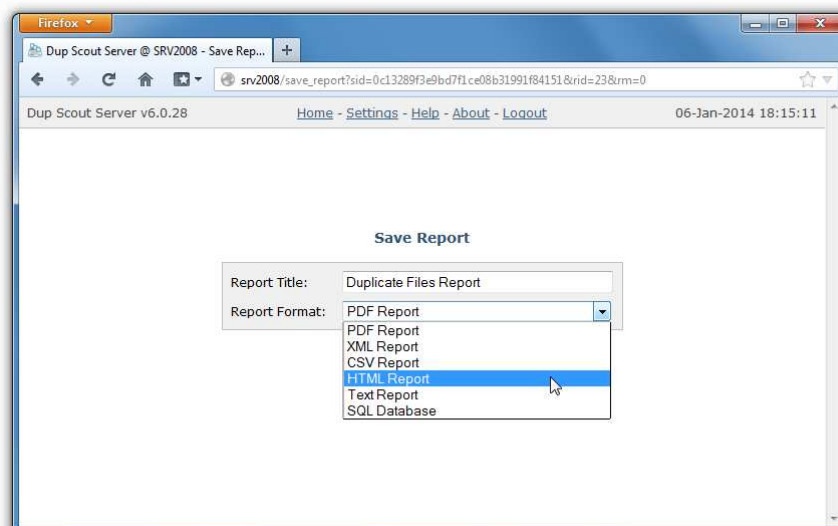 Firefox
Dup Scout Server @ SRV2008 - Save Rep...
srv2008/save_report?sid=0c13289f3e9bd7f1ce08b31991f84151&rid=23&rm=0
Dup Scout Server v6.0.28 Home - Settings - Help - About - Logout 06-Jan-2014 18:15:11
Save Report
Report Title: Duplicate Files Report
Report Format: PDF Report
PDF Report
XML Report
CSV Report
HTML Report
Text Report
SQL Database